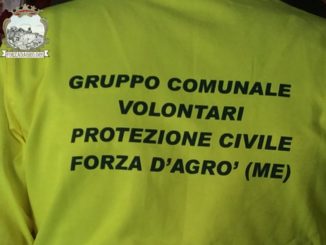 GRUPPO COMUNALE
VOLONTARI
PROTEZIONE CIVILE
FORZA D'AGRO' (ME)